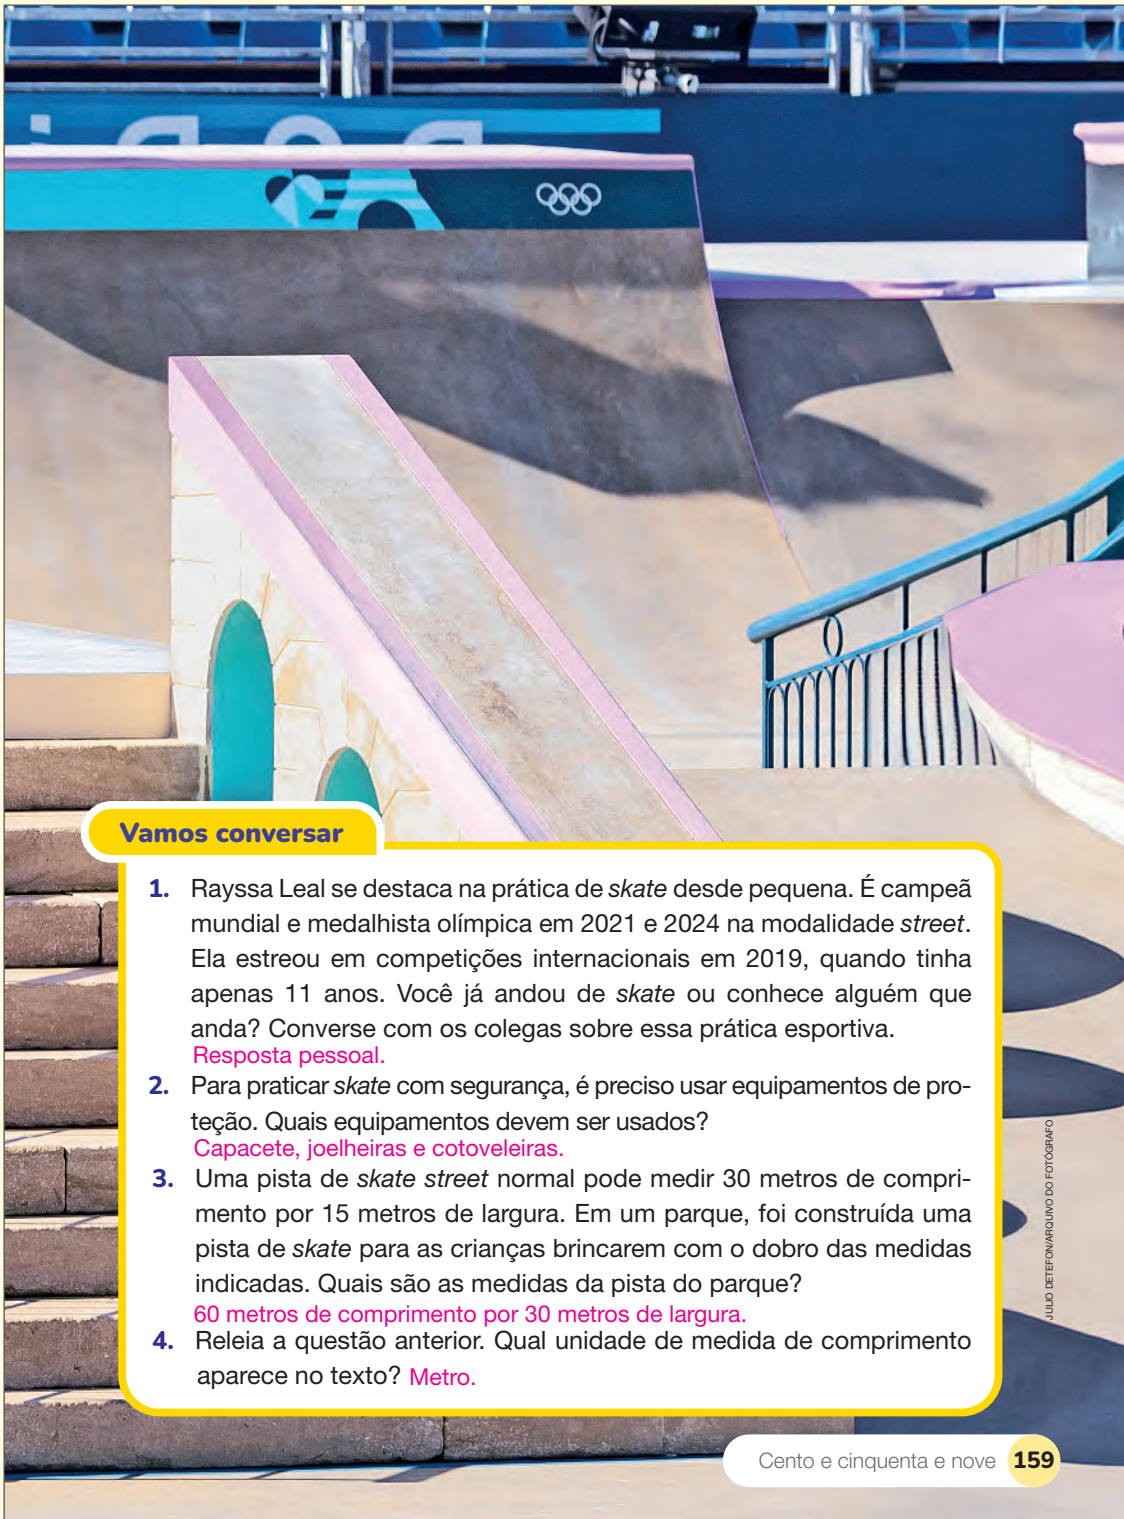 Vamos conversar
1. Rayssa Leal se destaca na prática de skate desde pequena. É campeã
mundial e medalhista olímpica em 2021 e 2024 na modalidade street.
Ela estreou em competições internacionais em 2019, quando tinha
apenas 11 anos. Você já andou de skate ou conhece alguém que
anda? Converse com os colegas sobre essa prática esportiva.
Resposta pessoal.
2. Para praticar skate com segurança, é preciso usar equipamentos de pro-
teção. Quais equipamentos devem ser usados?
Capacete, joelheiras e cotoveleiras.
3. Uma pista de skate street normal pode medir 30 metros de compri-
mento por 15 metros de largura. Em um parque, foi construída uma
pista de skate para as crianças brincarem com o dobro das medidas
indicadas. Quais são as medidas da pista do parque?
60 metros de comprimento por 30 metros de largura.
4. Releia a questão anterior. Qual unidade de medida de comprimento
aparece no texto? Metro.
JULIO DETEFON/ARQUIVO DO FOTÓGRAFO
Cento e cinquenta e nove 159